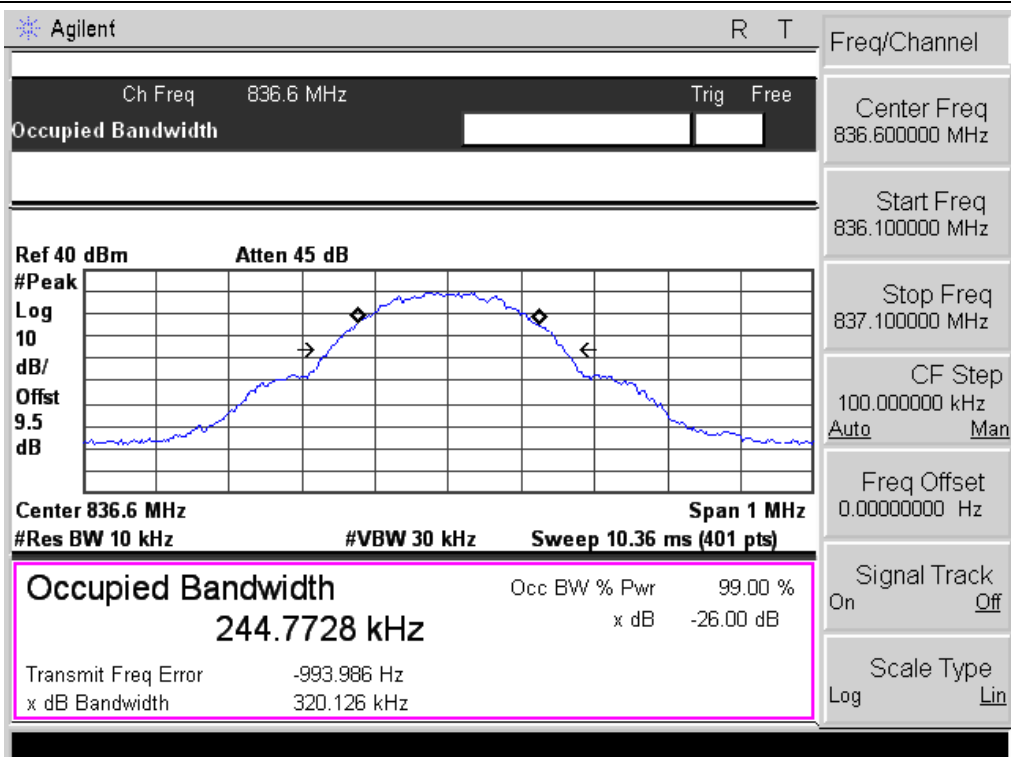 Agilent R T
Ch Freq 836.6 MHz Trig Free
Occupied Bandwidth
Ref 40 dBm Atten 45 dB
#Peak
Log
10
dB/
Offst
9.5
dB
Center 836.6 MHz Span 1 MHz
#Res BW 10 kHz #VBW 30 kHz Sweep 10.36 ms (401 pts)
Occupied Bandwidth Occ BW % Pwr 99.00 %
244.7728 kHz x dB -26.00 dB
Transmit Freq Error -993.986 Hz
x dB Bandwidth 320.126 kHz
Freq/Channel
Center Freq
836.600000 MHz
Start Freq
836.100000 MHz
Stop Freq
837.100000 MHz
CF Step
100.000000 kHz
Auto Man
Freq Offset
0.00000000 Hz
Signal Track
On Off
Scale Type
Log Lin